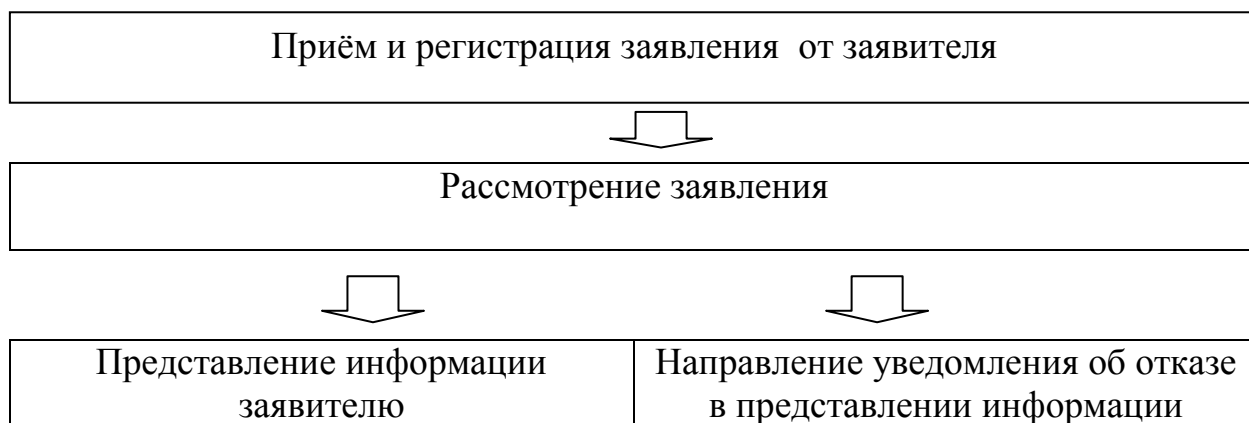 Приём и регистрация заявления от заявителя
Рассмотрение заявления
Представление информации
заявителю
Направление уведомления об отказе
в представлении информации